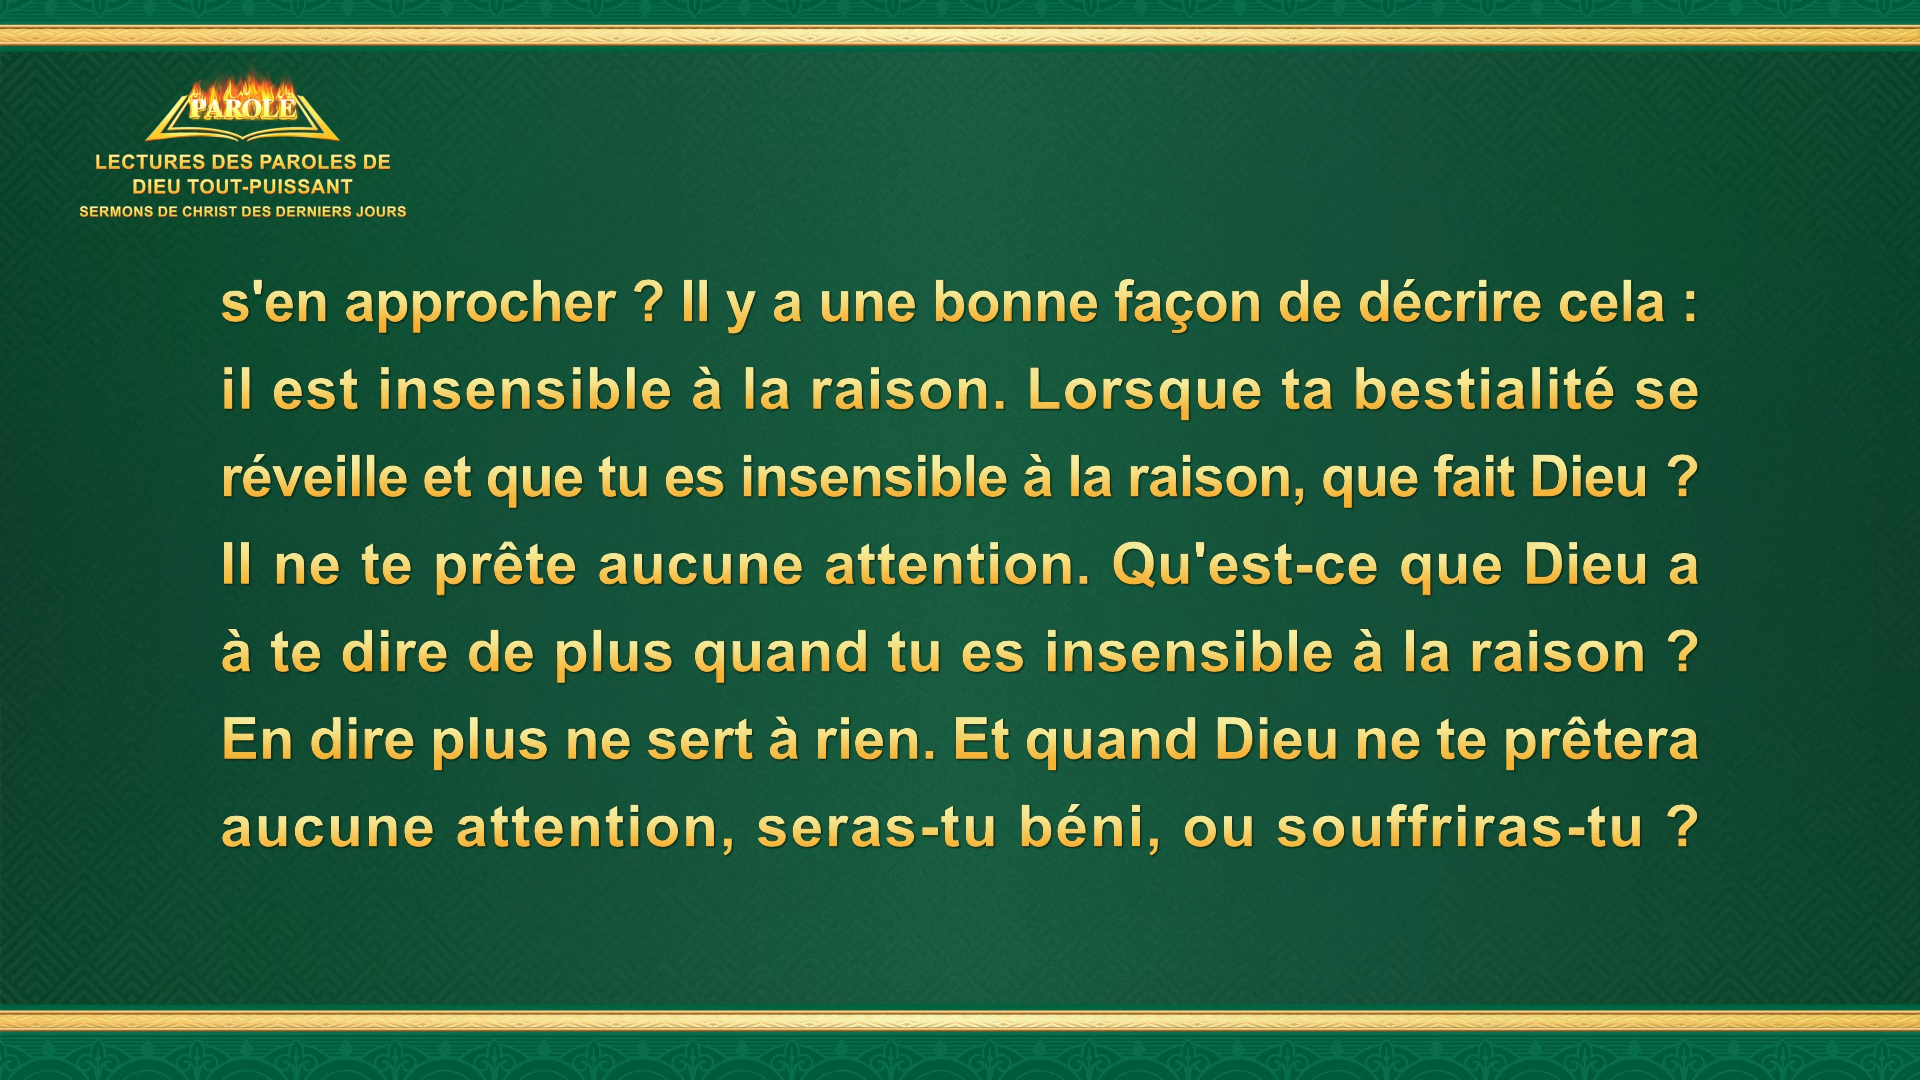 PAROLE
LECTURES DES PAROLES DE
DIEU TOUT-PUISSANT
SERMONS DE CHRIST DES DERNIERS JOURS
s'en approcher ? Il y a une bonne façon de décrire cela :
il est insensible à la raison. Lorsque ta bestialité se
réveille et que tu es insensible à la raison, que fait Dieu ?
Il ne te prête aucune attention. Qu'est-ce que Dieu a
à te dire de plus quand tu es insensible à la raison ?
En dire plus ne sert à rien. Et quand Dieu ne te prêtera
aucune attention, seras-tu béni, ou souffriras-tu ?